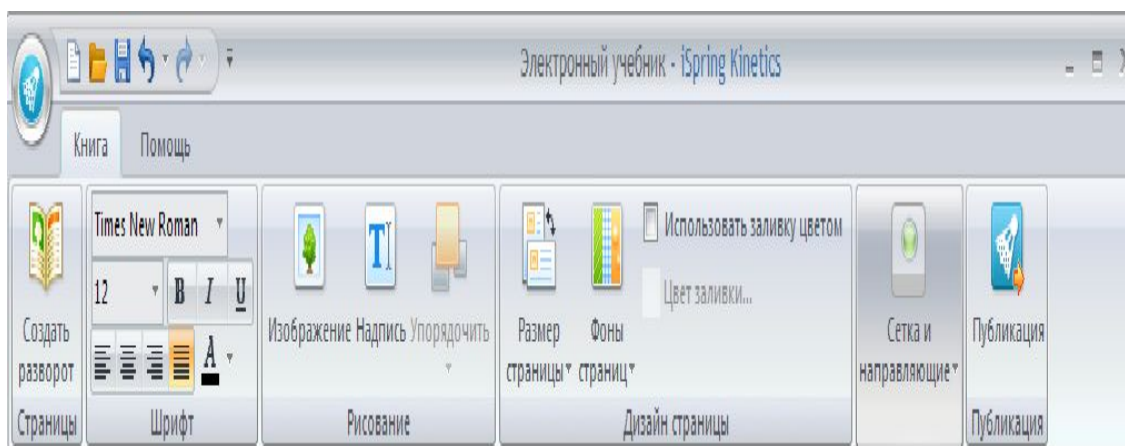 Электронный учебник - iSpring Kinetics
Книга Помощь
Times New Roman
12 B I U
A
Создать
разворот
Изображение Надпись Упорядочить
Размер
страницы
Фоны
страниц
Использовать заливку цветом
Цвет заливки...
Сетка и
направляющие
Публикация
Страницы Шрифт Рисование Дизайн страницы Публикация